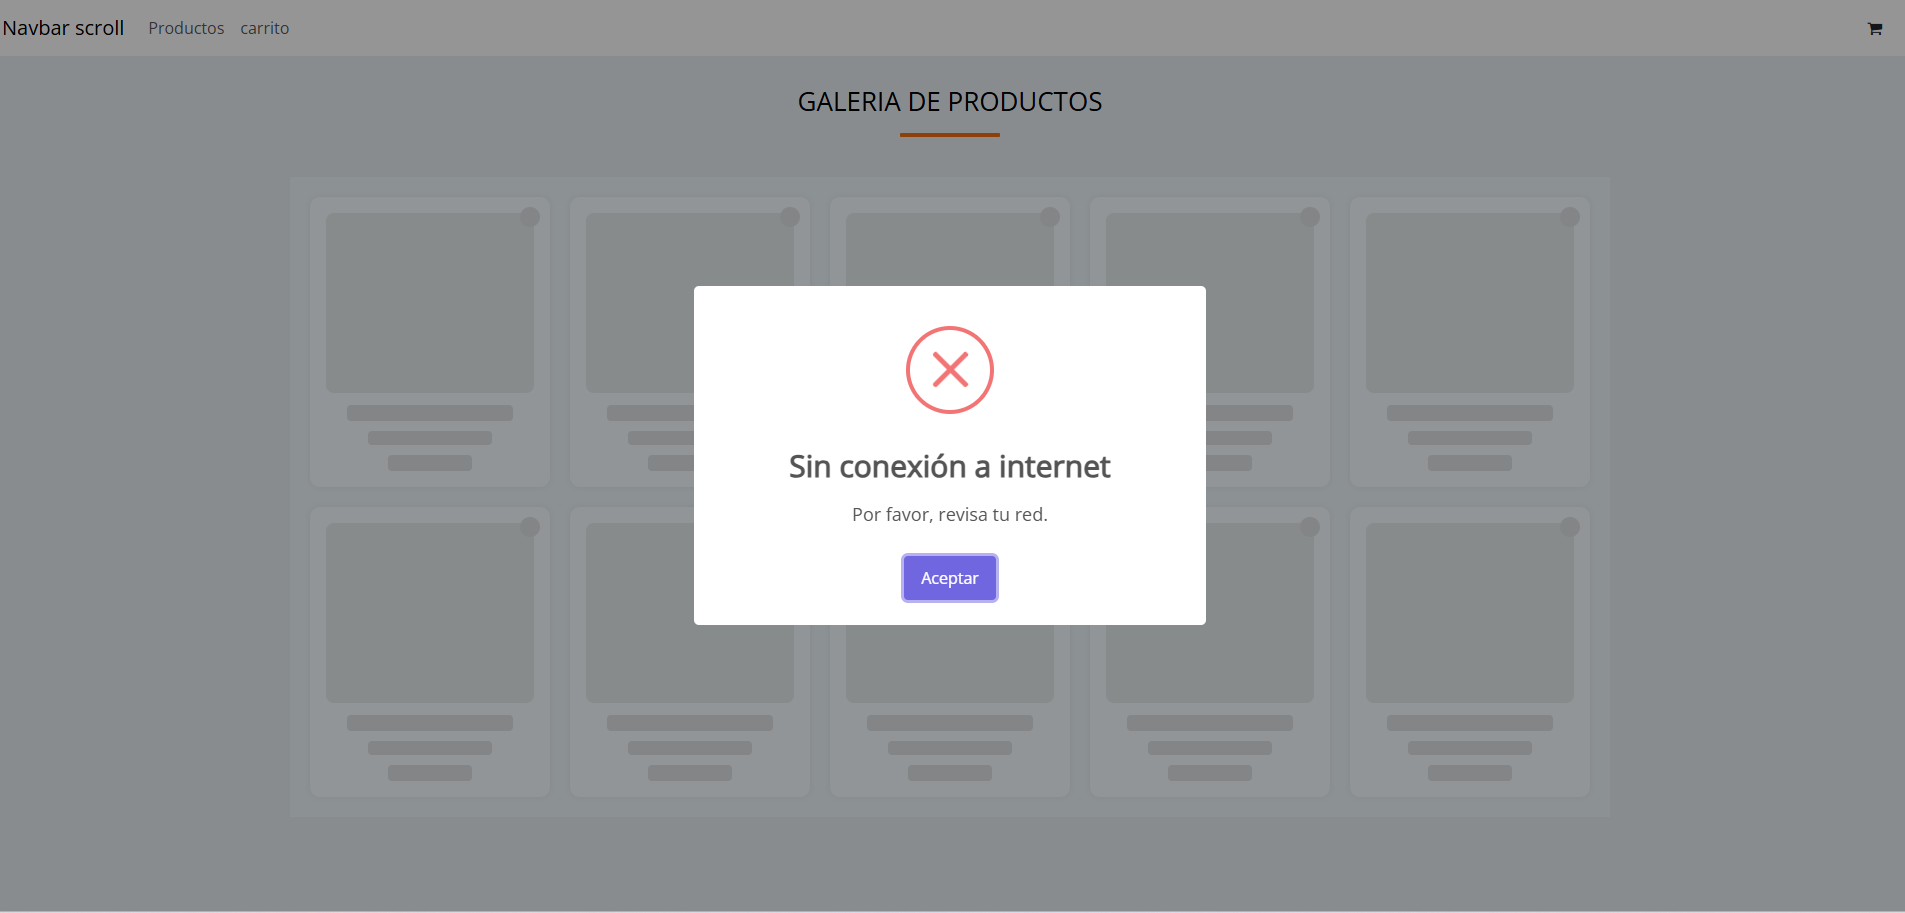 Navbar scroll Productos carrito
GALERIA DE PRODUCTOS
Sin conexión a internet
Por favor, revisa tu red.
Aceptar